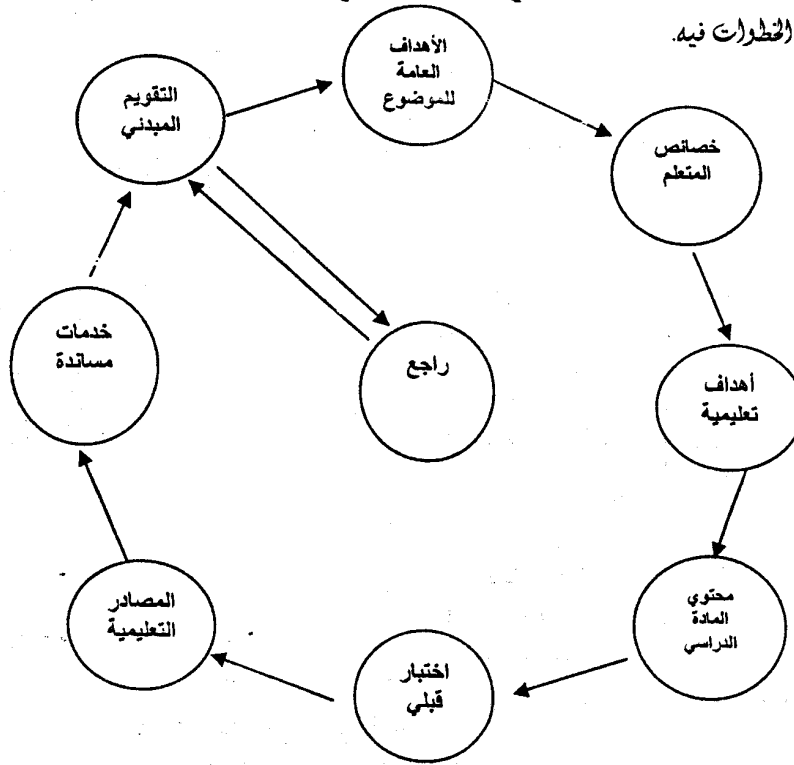 الخطوات فيه.
الأهداف
العامة
للموضوع
التقويم
المبدئي
خصائص
المتعلم
خدمات
مساندة
راجع
أهداف
تعليمية
المصادر
التعليمية
محتوي
المادة
الدراسي
اختبار
قبلي